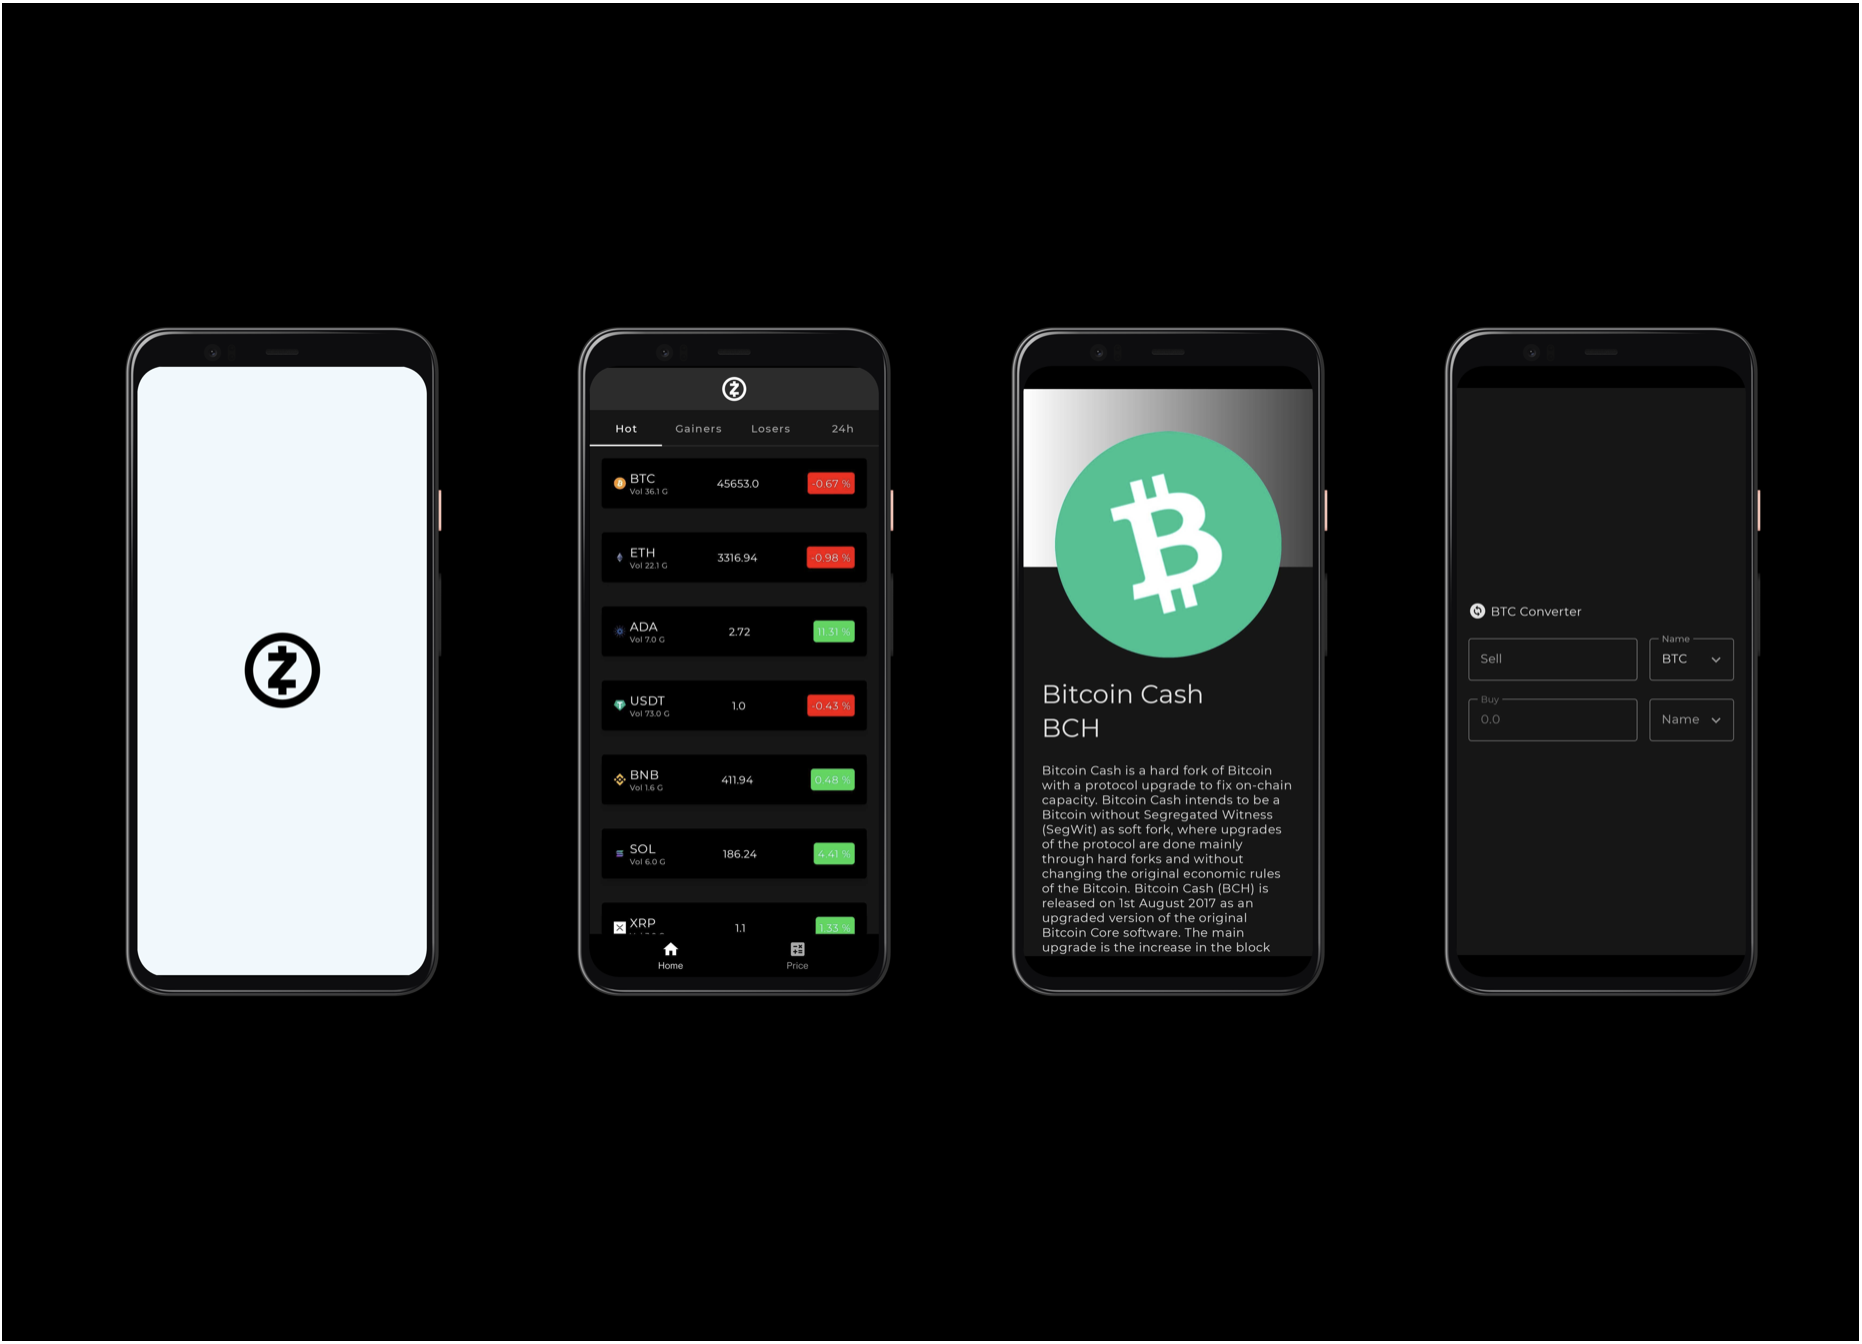 Hot Gainers Losers 24h
BTC 45653.0 -0.67 %
Vol 36.1 G
ETH 3316.94 -0.98 %
Vol 22.1 G
ADA 2.72 11.31 %
Vol 7.0 G
USDT 1.0 -0.43 %
Vol 73.0 G
BNB 411.94 0.48 %
Vol 1.6 G
SOL 186.24 4.41 %
Vol 6.0 G
XRP 1.1 1.33 %
Home Price
Bitcoin Cash
BCH
Bitcoin Cash is a hard fork of Bitcoin
with a protocol upgrade to fix on-chain
capacity. Bitcoin Cash intends to be a
Bitcoin without Segregated Witness
(SegWit) as soft fork, where upgrades
of the protocol are done mainly
through hard forks and without
changing the original economic rules
of the Bitcoin. Bitcoin Cash (BCH) is
released on 1st August 2017 as an
upgraded version of the original
Bitcoin Core software. The main
upgrade is the increase in the block
BTC Converter
Sell
Name
BTC
Buy
0.0
Name